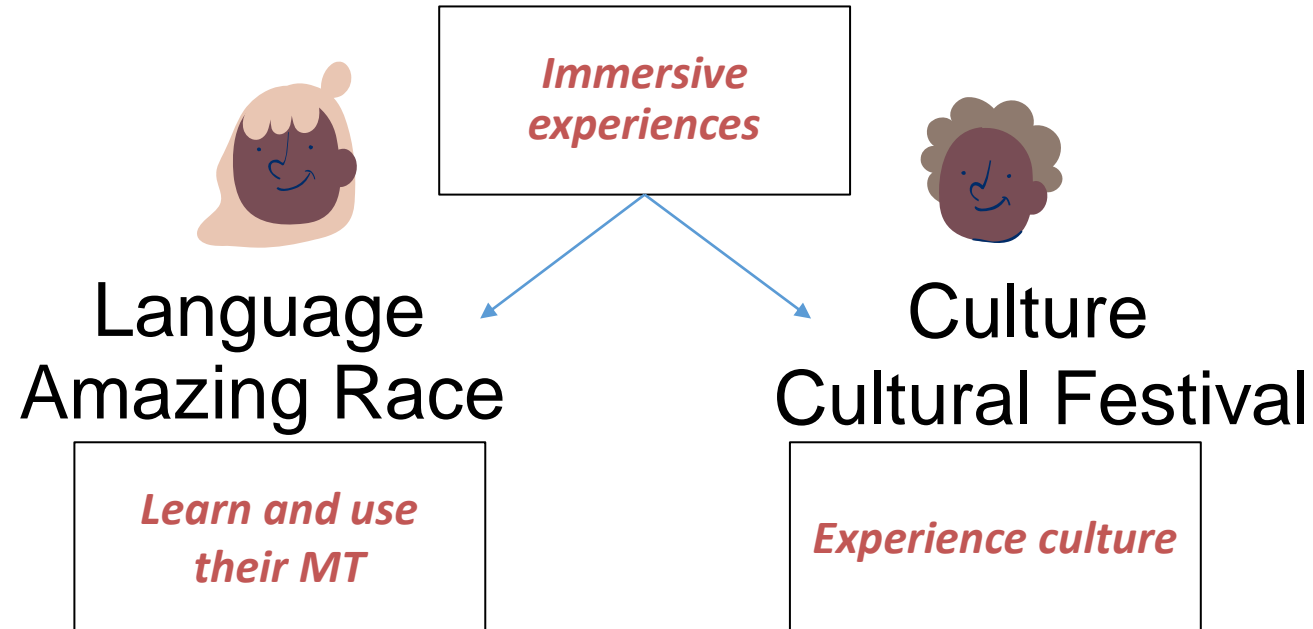 Immersive
experiences
Language
Amazing Race
Learn and use
their MT
Culture
Cultural Festival
Experience culture